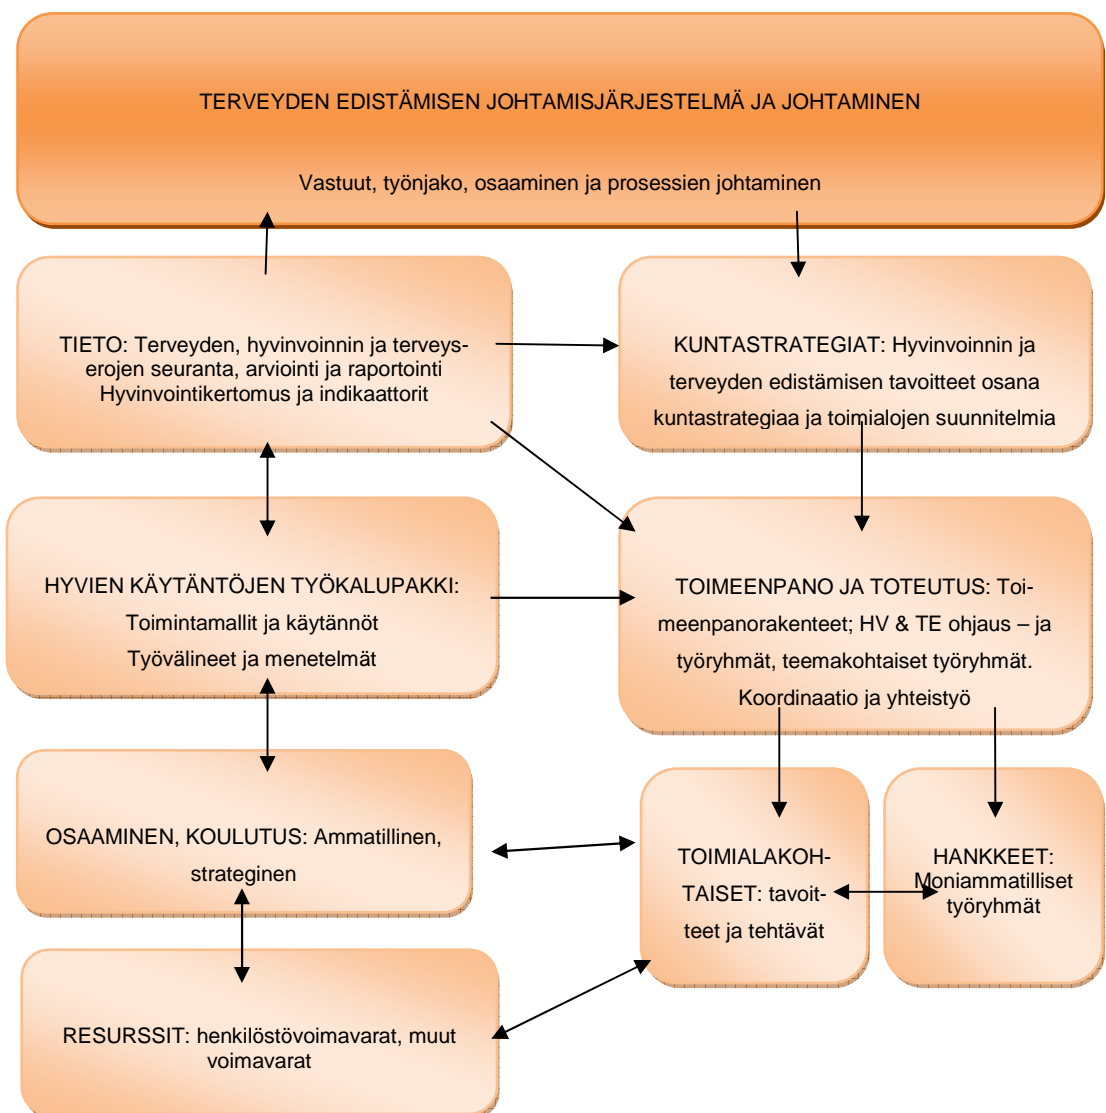 TERVEYDEN EDISTÄMISEN JOHTAMISJÄRJESTELMÄ JA JOHTAMINEN
Vastuut, työnjako, osaaminen ja prosessien johtaminen
TIETO: Terveyden, hyvinvoinnin ja terveys-
erojen seuranta, arviointi ja raportointi
Hyvinvointikertomus ja indikaattorit
KUNTASTRATEGIAT: Hyvinvoinnin ja
terveyden edistämisen tavoitteet osana
kuntastrategiaa ja toimialojen suunnitelmia
HYVIEN KÄYTÄNTÖJEN TYÖKALUPAKKI:
Toimintamallit ja käytännöt
Työvälineet ja menetelmät
TOIMEENPANO JA TOTEUTUS: Toi-
meenpanorakenteet; HV & TE ohjaus – ja
työryhmät, teemakohtaiset työryhmät.
Koordinaatio ja yhteistyö
OSAAMINEN, KOULUTUS: Ammatillinen,
strateginen
TOIMIALAKOH-
TAISET: tavoit-
teet ja tehtävät
HANKKEET:
Moniammatilliset
työryhmät
RESURSSIT: henkilöstövoimavarat, muut
voimavarat